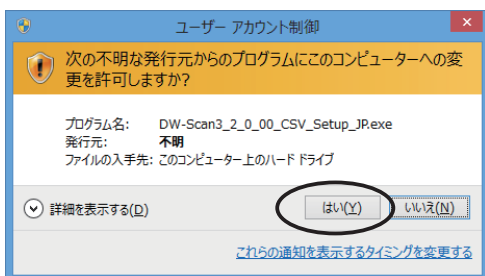 ユーザー アカウント制御
次の不明な発行元からのプログラムにこのコンピューターへの変
更を許可しますか?
プログラム名: DW-Scan3_2_0_00_CSV_Setup_JP.exe
発行元: 不明
ファイルの入手先: このコンピューター上のハード ドライブ
詳細を表示する(D) はい(Y) いいえ(N)
これらの通知を表示するタイミングを変更する